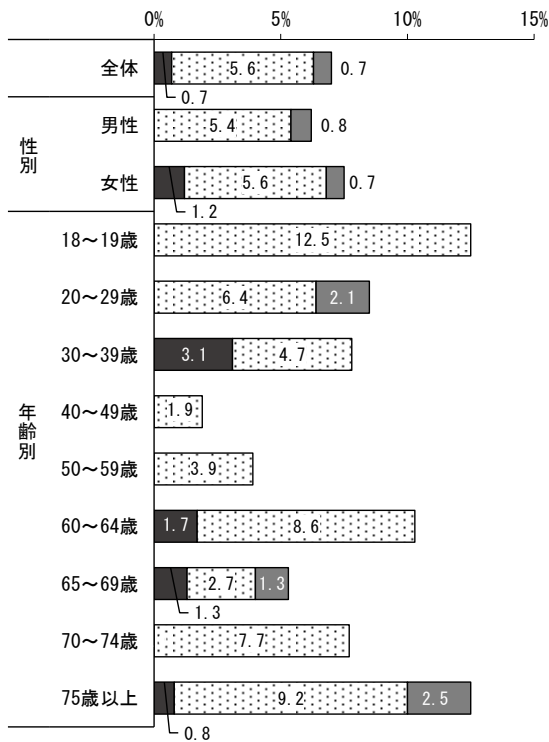 0% 5% 10% 15%
全体 5.6 0.7
0.7
性別
男性 5.4 0.8
女性 5.6 0.7
1.2
年齢別
18～19歳 12.5
20～29歳 6.4 2.1
30～39歳 3.1 4.7
40～49歳 1.9
50～59歳 3.9
60～64歳 1.7 8.6
65～69歳 2.7 1.3
1.3
70～74歳 7.7
75歳以上 9.2 2.5
0.8